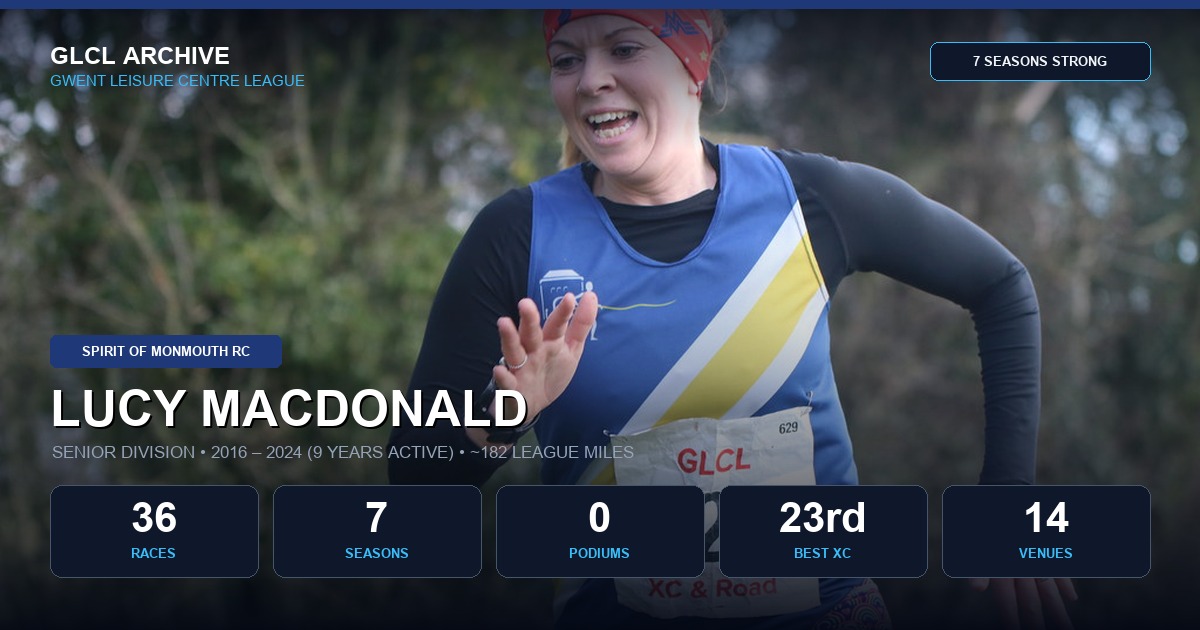 GLCL ARCHIVE
GWENT LEISURE CENTRE LEAGUE
7 SEASONS STRONG
SPIRIT OF MONMOUTH RC
LUCY MACDONALD
SENIOR DIVISION • 2016 – 2024 (9 YEARS ACTIVE) • ~182 LEAGUE MILES
629
GLCL
36
RACES
7
SEASONS
0
PODIUMS
23rd
BEST XC
14
VENUES
XC & Road